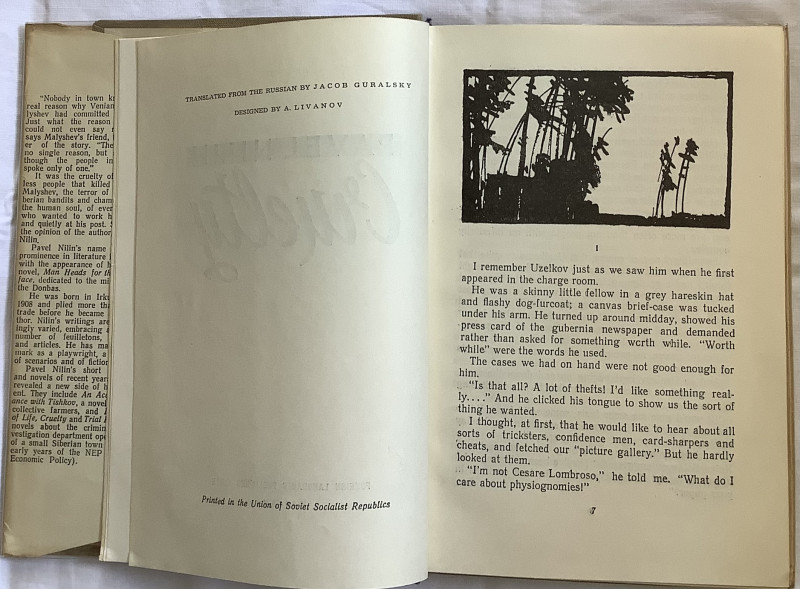 "Nobody in town
real reason why
lyshev had committed
Just what the reason
could not even say
says Malyshev's friend,
er of the story. "The
no single reason, but
though the people in
spoke only of one."
It was the cruelty of
less people that killed
Malyshev, the terror of
berian bandits and
the human soul, of
who wanted to work
and quietly at his post.
the opinion of the author
Nilin.
Pavel Nilin's name
prominence in literature
with the appearance of
novel, Man Heads for
face, dedicated to the
the Donbas.
He was born in
1908 and plied more
trade before he became
thor. Nilin's writings are
ingly varied, embracing
number of feuilletons,
and articles. He has
mark as a playwright, a
of scenarios and of
Pavel Nilin's short
and novels of recent
revealed a new side of
ent. They include An
ance with Tishkov, a
collective farmers, and
of Life, Cruelty and Trial
novels about the
vestigation department
of a small Siberian town
early years of the NEP
Economic Policy).
TRANSLATED FROM THE RUSSIAN BY JACOB GURALSKY
DESIGNED BY A. LIVANOV
Cruelty
Printed in the Union of Soviet Socialist Republics
1
I remember Uzelkov just as we saw him when he first
appeared in the charge room.
He was a skinny little fellow in a grey hareskin hat
and flashy dog-furcoat; a canvas brief-case was tucked
under his arm. He turned up around midday, showed his
press card of the gubernia newspaper and demanded
rather than asked for something worth while. "Worth
while" were the words he used.
The cases we had on hand were not good enough for
him.
"Is that all? A lot of thefts! I'd like something real-
ly...." And he clicked his tongue to show us the sort of
thing he wanted.
I thought, at first, that he would like to hear about all
sorts of tricksters, confidence men, card-sharpers and
cheats, and fetched our "picture gallery." But he hardly
looked at them.
"I'm not Cesare Lombroso," he told me. "What do I
care about physiognomies!"
7